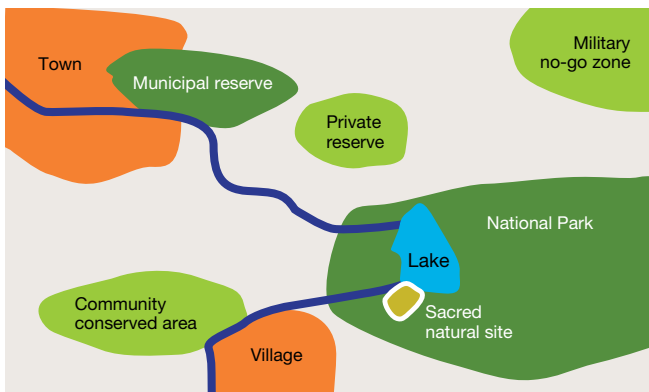 Town
Municipal reserve
Military
no-go zone
Private
reserve
National Park
Lake
Sacred
natural site
Community
conserved area
Village